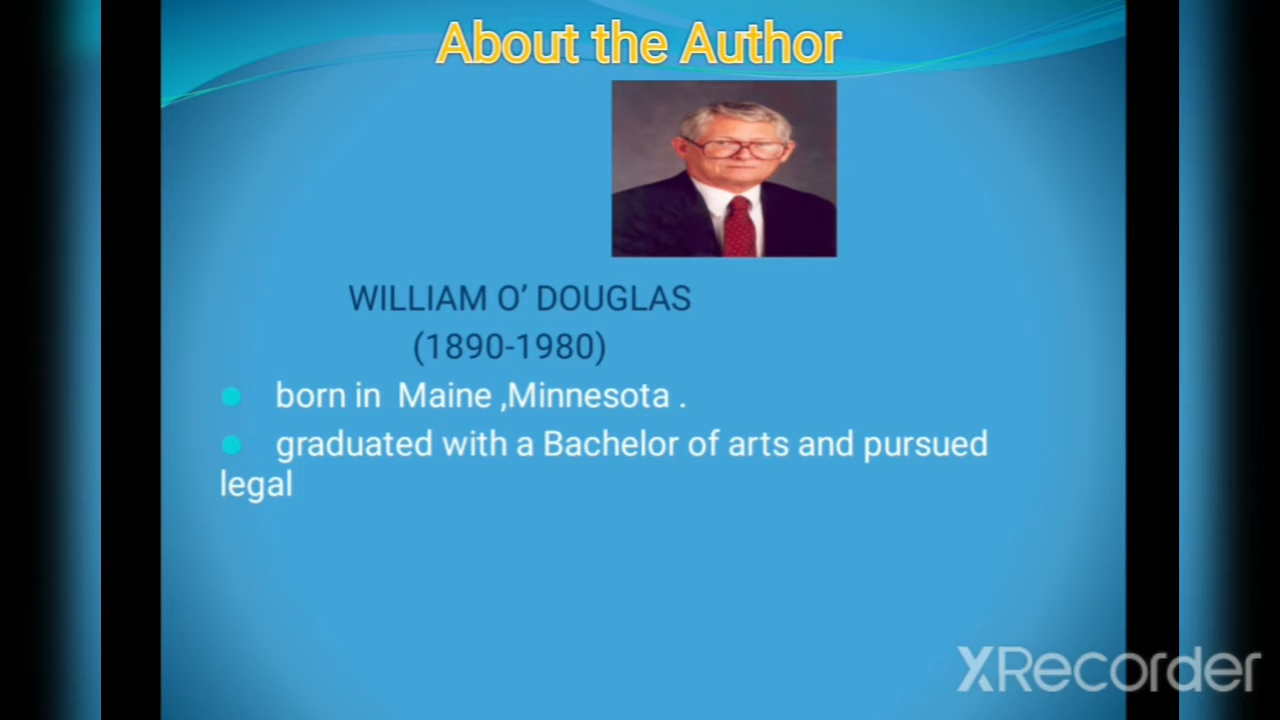 About the Author
WILLIAM O’ DOUGLAS
(1890-1980)
born in  Maine ,Minnesota .
graduated with a Bachelor of arts and pursued
legal
XRecorder